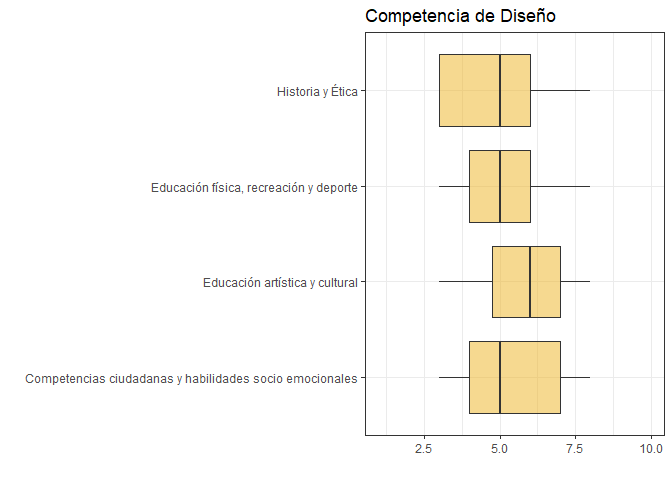 Competencia de Diseño
Historia y Ética
Educación física, recreación y deporte
Educación artística y cultural
Competencias ciudadanas y habilidades socio emocionales
2.5 5.0 7.5 10.0